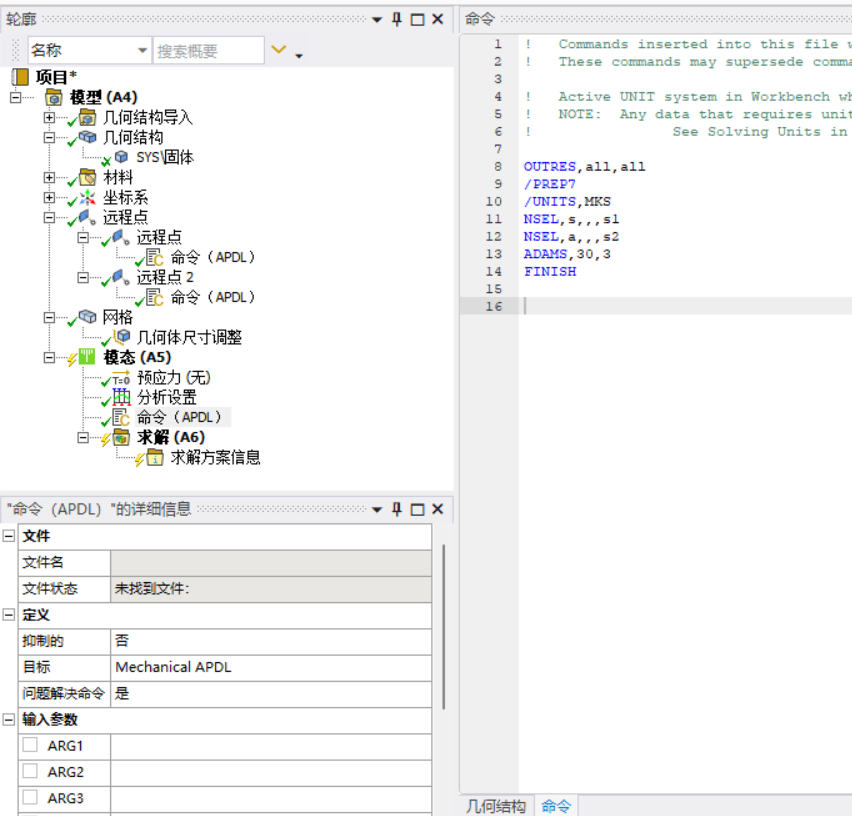 轮廓
名称
搜索概要
项目*
模型 (A4)
几何结构导入
几何结构
SYS\固体
材料
坐标系
远程点
远程点
命令（APDL）
远程点 2
命令（APDL）
网格
几何体尺寸调整
模态 (A5)
T=0 预应力 (无)
分析设置
命令（APDL）
求解 (A6)
求解方案信息
"命令（APDL）"的详细信息
文件
文件名
文件状态 未找到文件:
定义
抑制的 否
目标 Mechanical APDL
问题解决命令 是
输入参数
ARG1
ARG2
ARG3
命令
1 ! Commands inserted into this file w
2 ! These commands may supersede comma
3
4 ! Active UNIT system in Workbench wh
5 ! NOTE: Any data that requires unit
6 ! See Solving Units in
7
8 OUTRES,all,all
9 /PREP7
10 /UNITS,MKS
11 NSEL,s,,,s1
12 NSEL,a,,,s2
13 ADAMS,30,3
14 FINISH
15
16
几何结构 命令